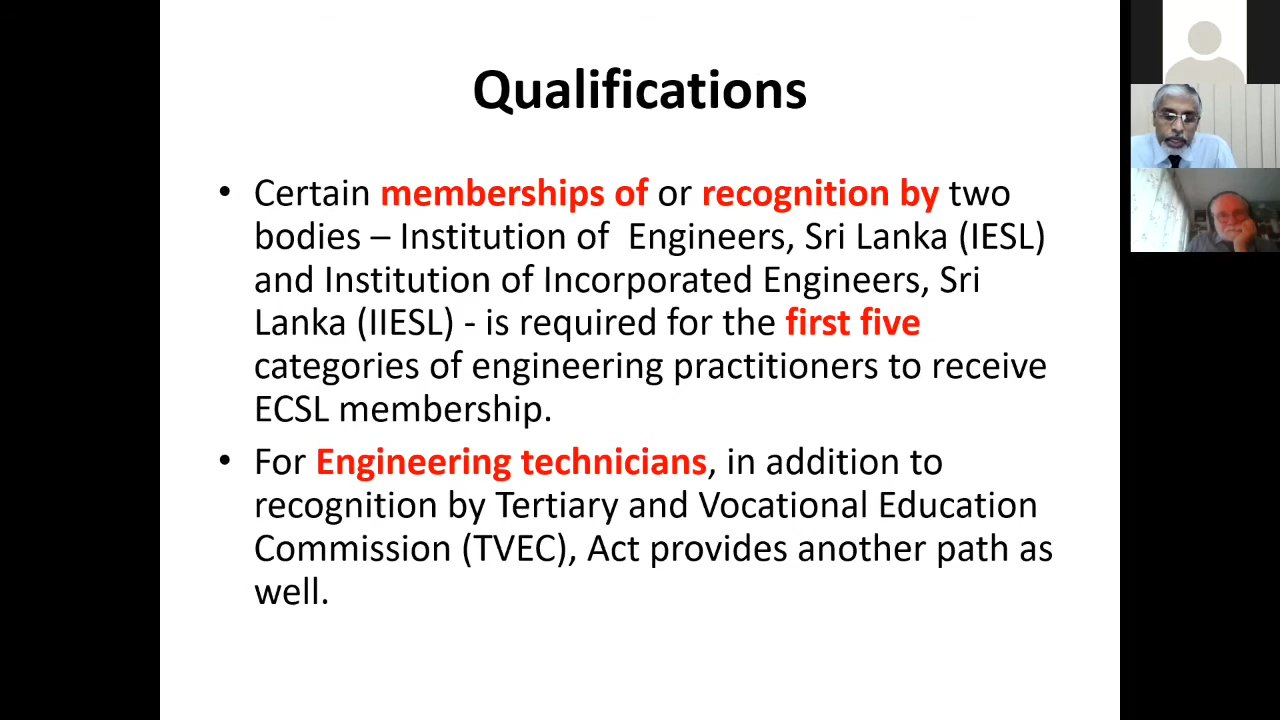 Qualifications
• Certain memberships of or recognition by two
bodies – Institution of  Engineers, Sri Lanka (IESL)
and Institution of Incorporated Engineers, Sri
Lanka (IIESL) - is required for the first five
categories of engineering practitioners to receive
ECSL membership.
• For Engineering technicians, in addition to
recognition by Tertiary and Vocational Education
Commission (TVEC), Act provides another path as
well.